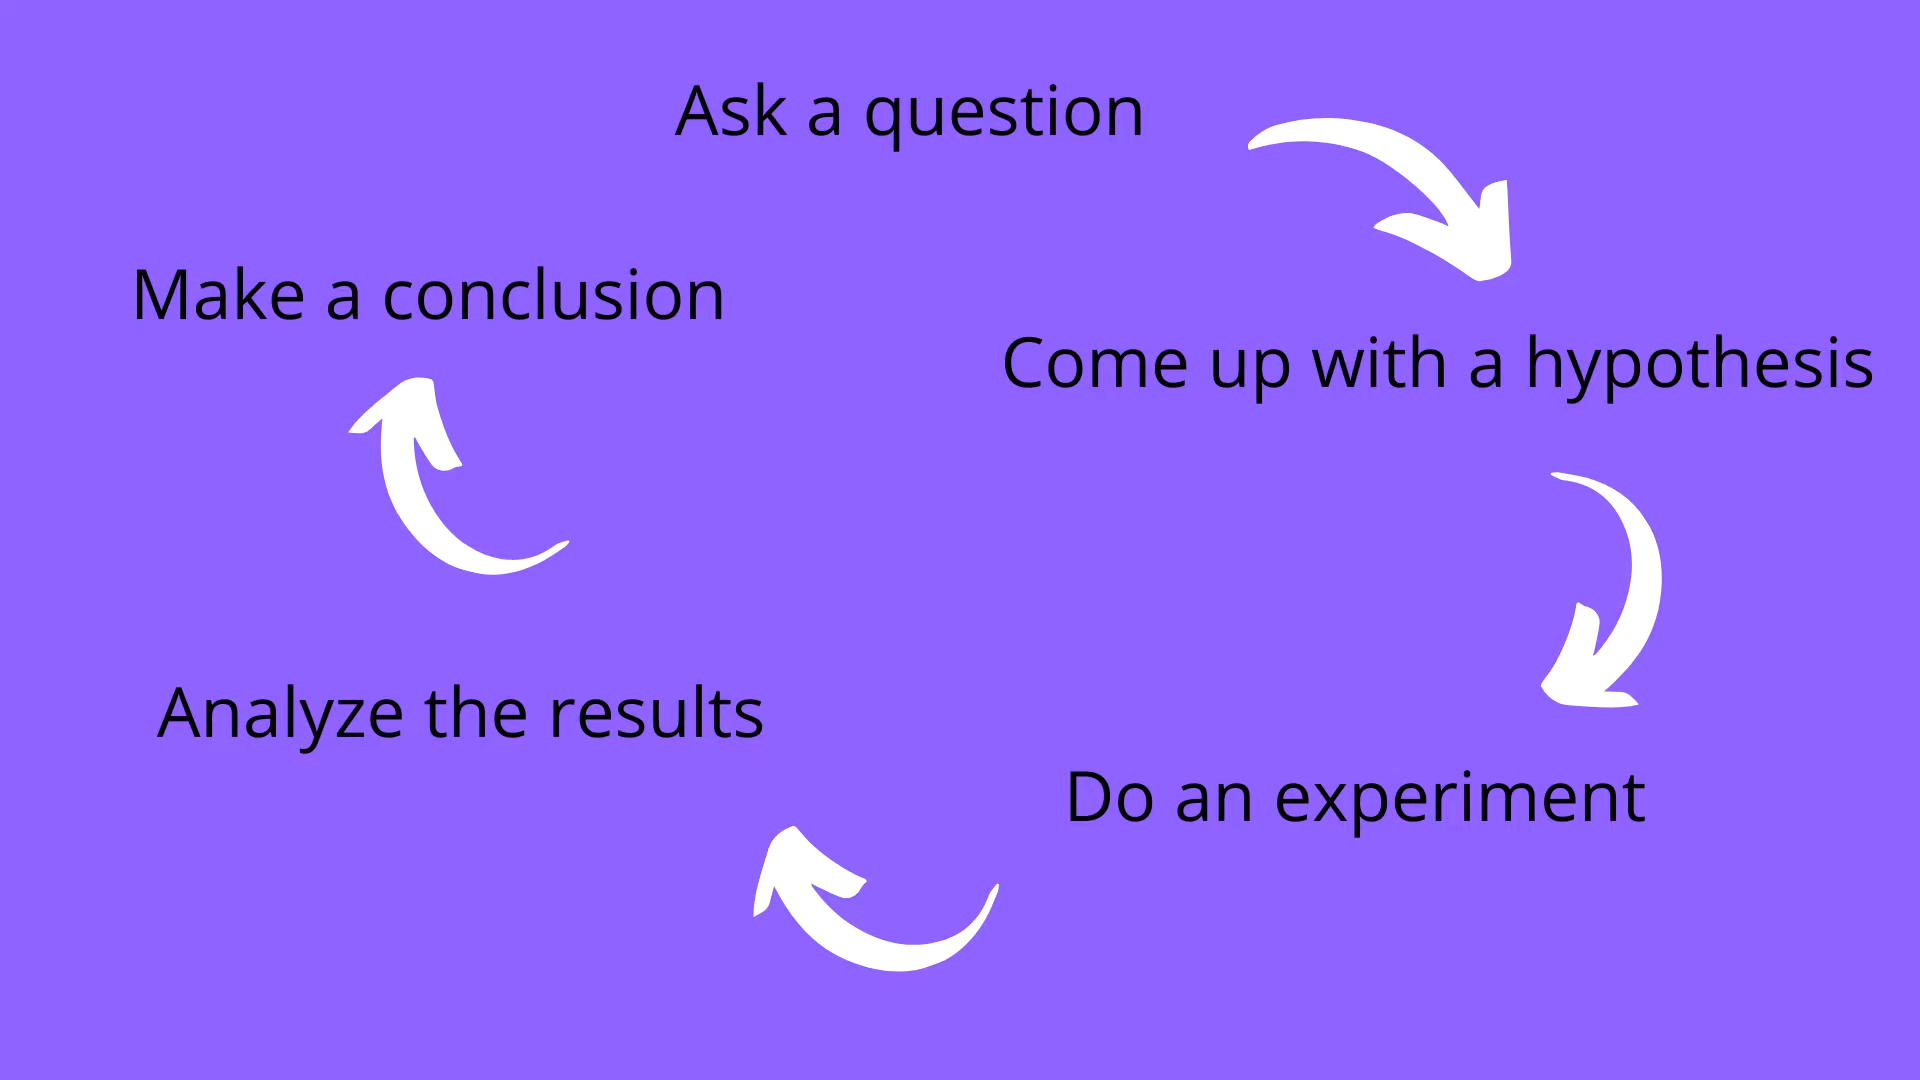 Ask a question
Come up with a hypothesis
Do an experiment
Analyze the results
Make a conclusion